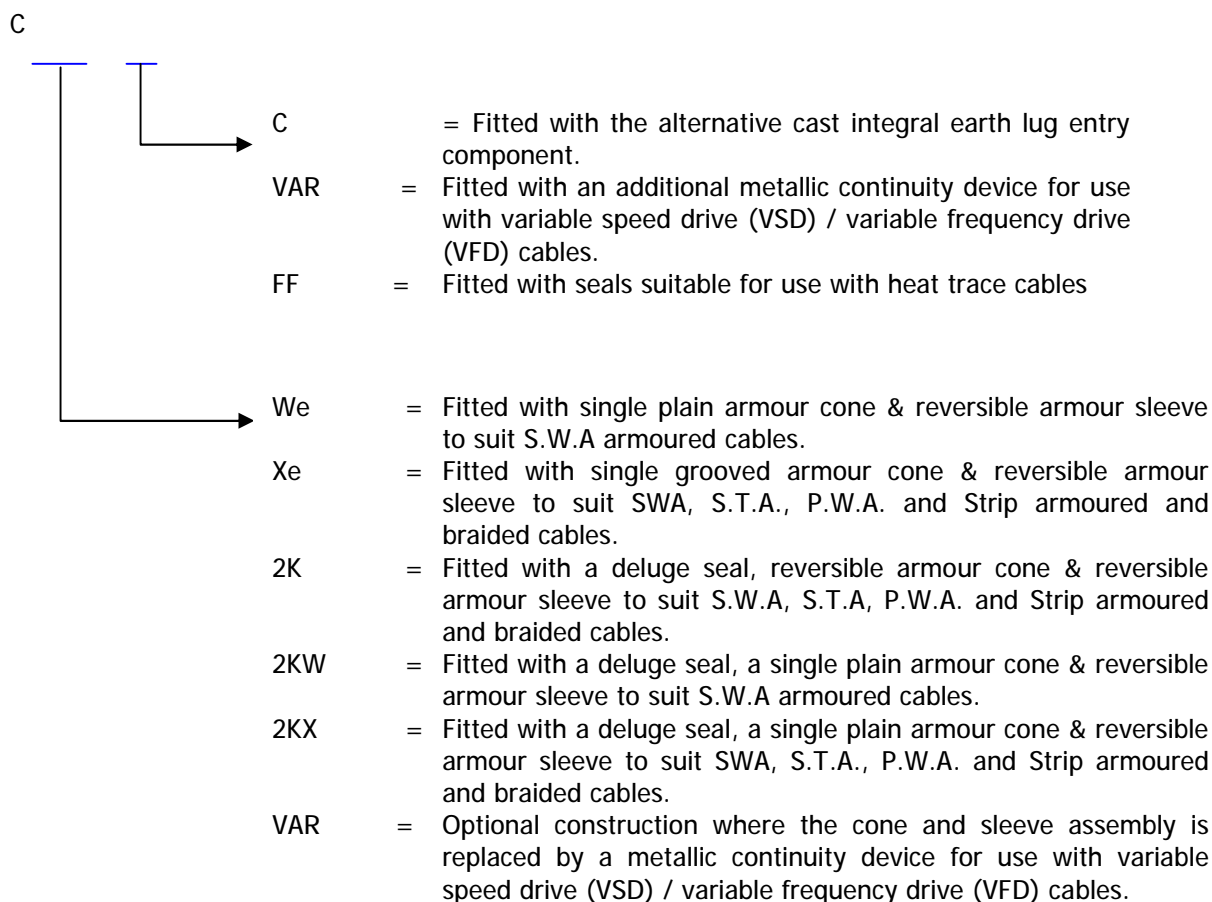 C
C = Fitted with the alternative cast integral earth lug entry
component.
VAR = Fitted with an additional metallic continuity device for use
with variable speed drive (VSD) / variable frequency drive
(VFD) cables.
FF = Fitted with seals suitable for use with heat trace cables
We = Fitted with single plain armour cone & reversible armour sleeve
to suit S.W.A armoured cables.
Xe = Fitted with single grooved armour cone & reversible armour
sleeve to suit SWA, S.T.A., P.W.A. and Strip armoured and
braided cables.
2K = Fitted with a deluge seal, reversible armour cone & reversible
armour sleeve to suit S.W.A, S.T.A, P.W.A. and Strip armoured
and braided cables.
2KW = Fitted with a deluge seal, a single plain armour cone & reversible
armour sleeve to suit S.W.A armoured cables.
2KX = Fitted with a deluge seal, a single plain armour cone & reversible
armour sleeve to suit SWA, S.T.A., P.W.A. and Strip armoured
and braided cables.
VAR = Optional construction where the cone and sleeve assembly is
replaced by a metallic continuity device for use with variable
speed drive (VSD) / variable frequency drive (VFD) cables.